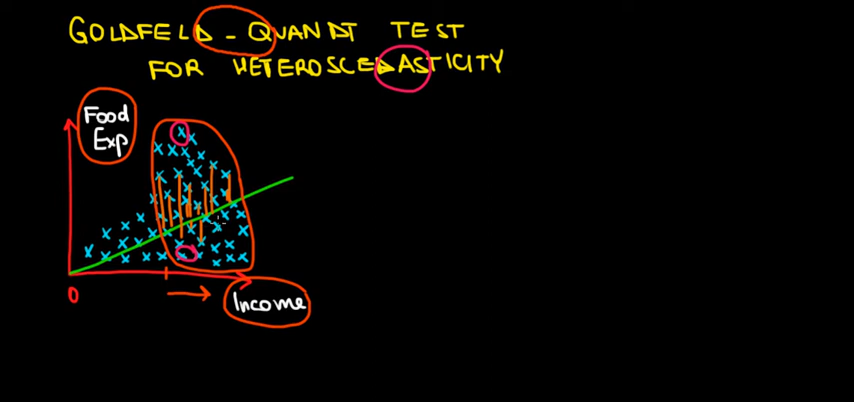 GOLDFELD - QUANDT TEST
FOR HETEROSCEDASTICITY
Food
Exp
0
Income